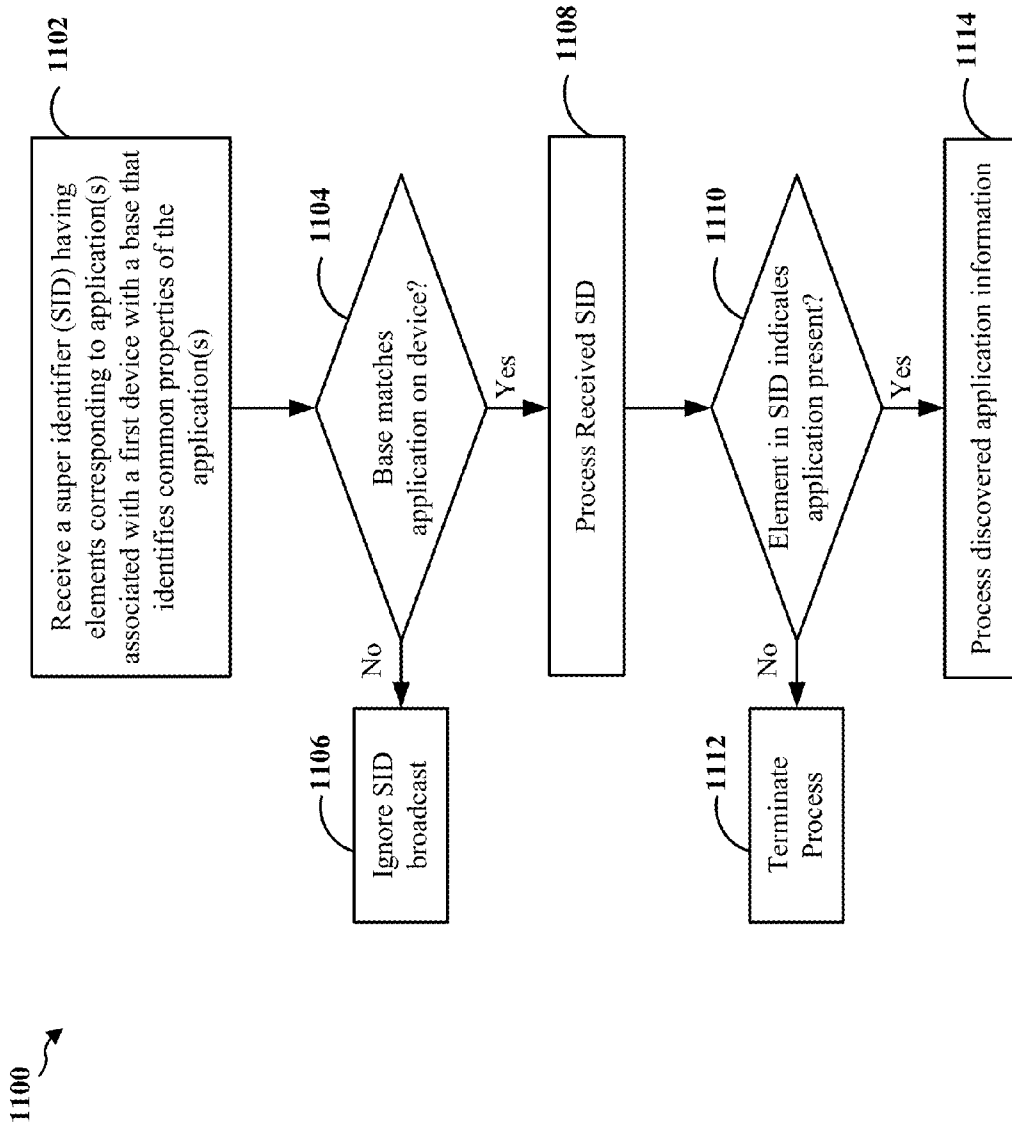 1100
1102
Receive a super identifier (SID) having
elements corresponding to application(s)
associated with a first device with a base that
identifies common properties of the
application(s)
1104
Base matches
application on device?
No
1106
Ignore SID
broadcast
Yes
1108
Process Received SID
1110
Element in SID indicates
application present?
No
1112
Terminate
Process
Yes
1114
Process discovered application information